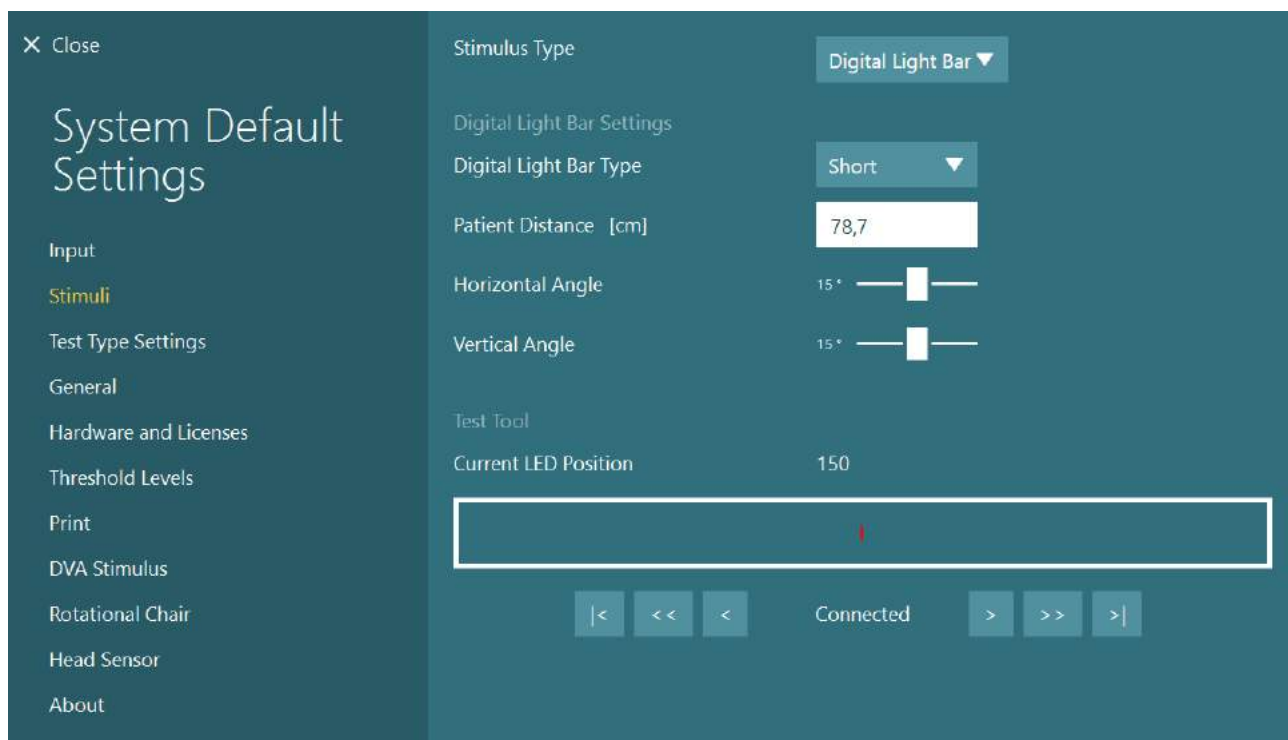 X Close
System Default
Settings
Input
Stimuli
Test Type Settings
General
Hardware and Licenses
Threshold Levels
Print
DVA Stimulus
Rotational Chair
Head Sensor
About
Stimulus Type Digital Light Bar
Digital Light Bar Settings
Digital Light Bar Type Short
Patient Distance [cm] 78,7
Horizontal Angle 15°
Vertical Angle 15°
Test Tool
Current LED Position 150
|< << < Connected > >> >|